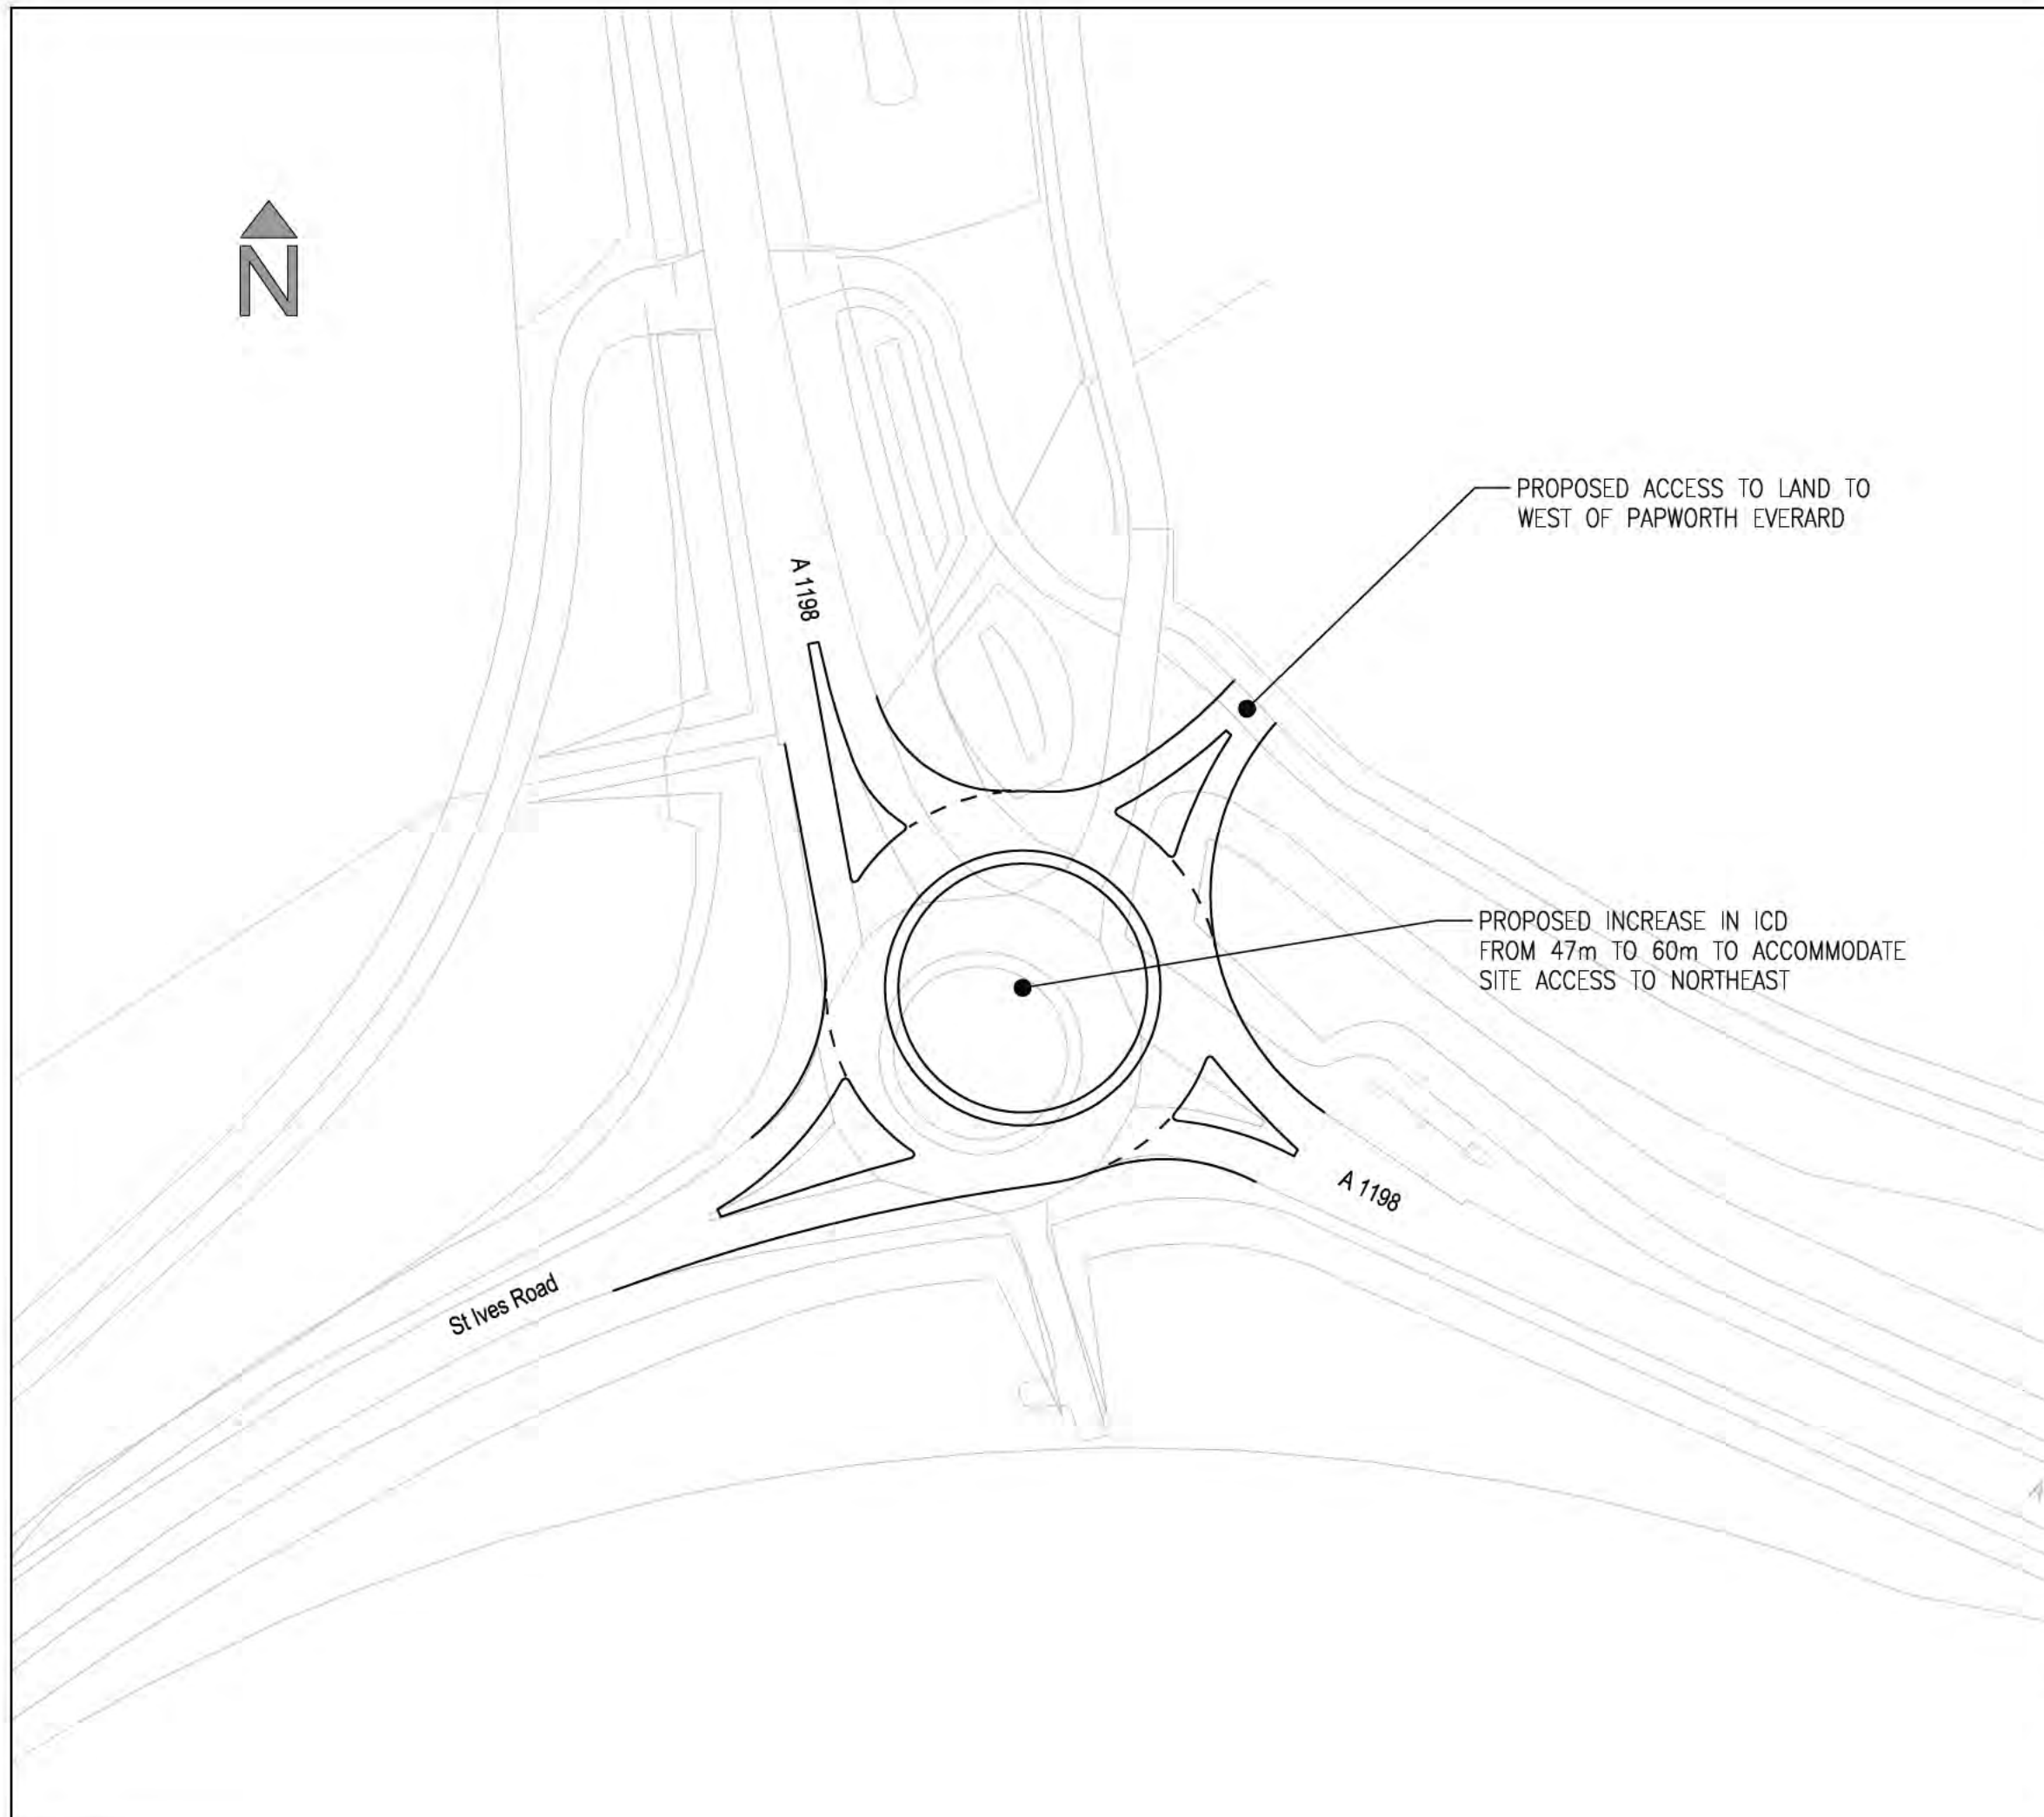 N
PROPOSED ACCESS TO LAND TO
WEST OF PAPWORTH EVERARD
A 1198
PROPOSED INCREASE IN ICD
FROM 47m TO 60m TO ACCOMMODATE
SITE ACCESS TO NORTHEAST
A 1198
St Ives Road